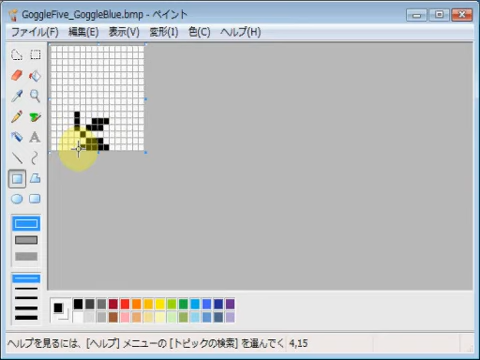 GoggleFive_GoggleBlue.bmp - ペイント
ファイル(F) 編集(E) 表示(V) 変形(I) 色(C) ヘルプ(H)
A
ヘルプを見るには、[ヘルプ] メニューの [トピックの検索] を選んでく 4,15